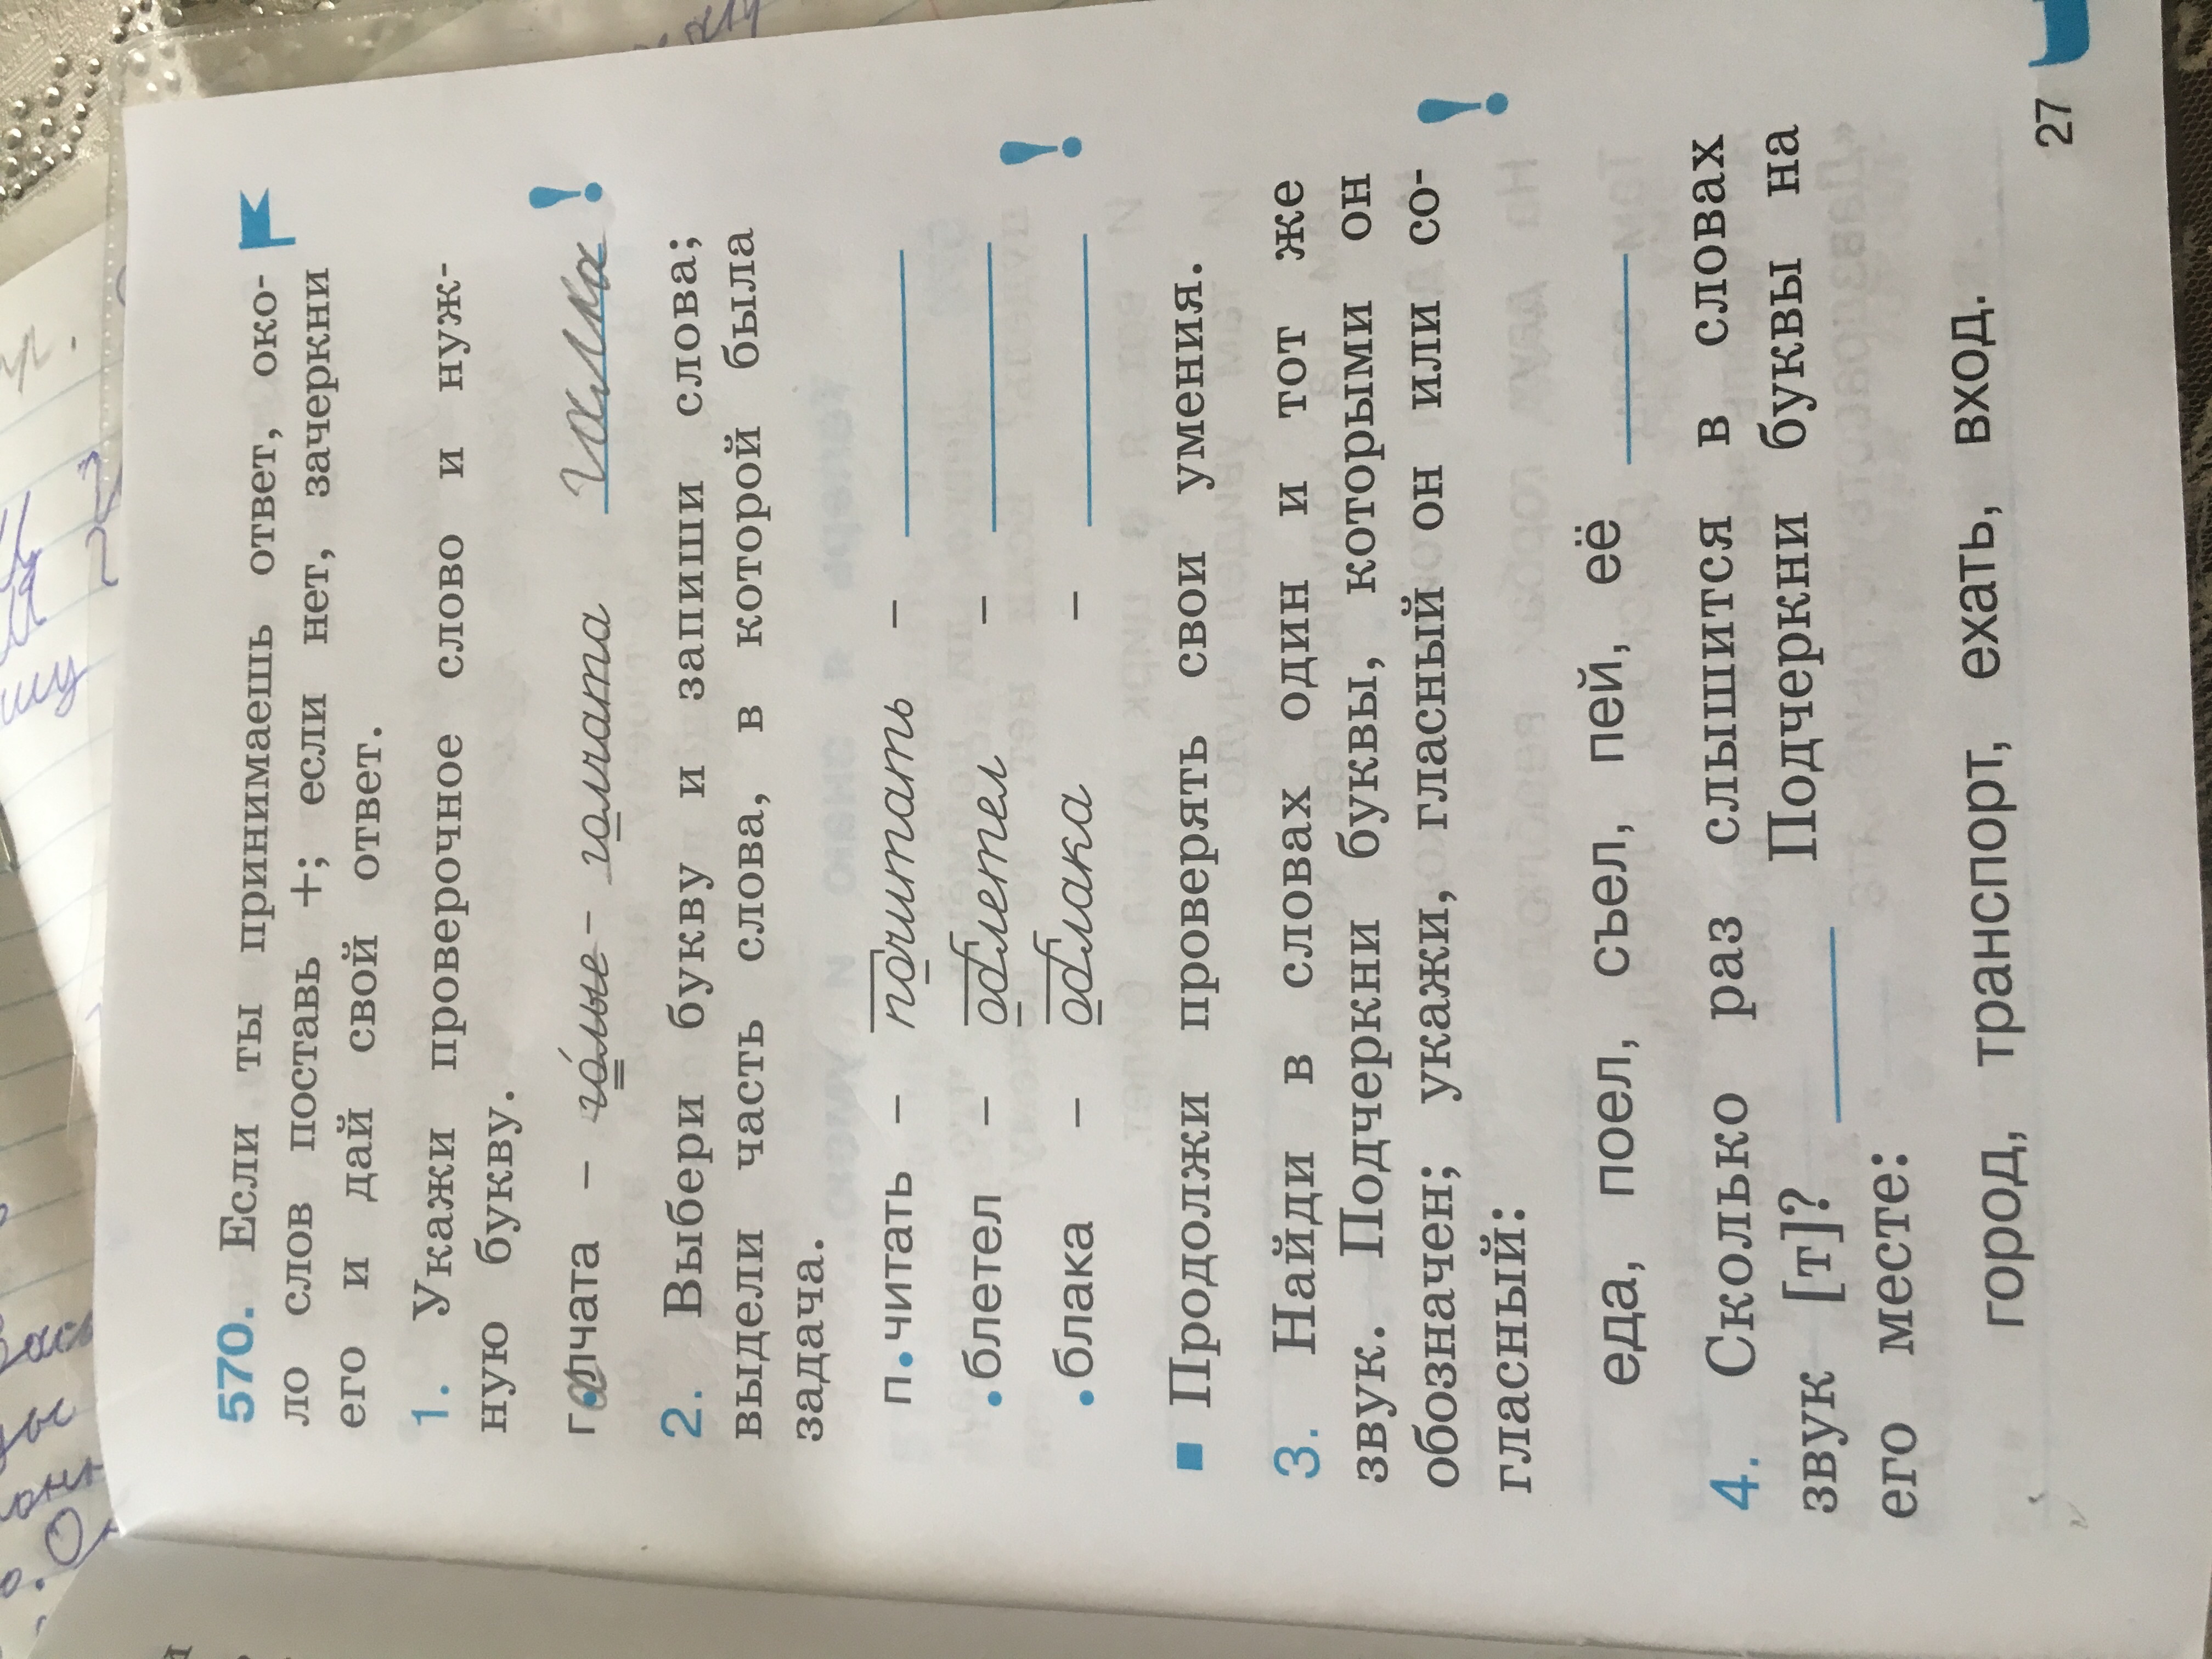 570. Если ты принимаешь ответ, око-
ло слов поставь +; если нет, зачеркни
его и дай свой ответ.
1. Укажи проверочное слово и нуж-
ную букву.
г•лчата – го́лые - голчата галка !
2. Выбери букву и запиши слова;
выдели часть слова, в которой была
задача.
п•читать – почитать –
•блетел – облетел – !
•блака – облака –
Продолжи проверять свои умения.
3. Найди в словах один и тот же
звук. Подчеркни буквы, которыми он
обозначен; укажи, гласный он или со- !
гласный:
еда, поел, съел, пей, её
4. Сколько раз слышится в словах
звук [т]? Подчеркни буквы на
его месте:
город, транспорт, ехать, вход.
27